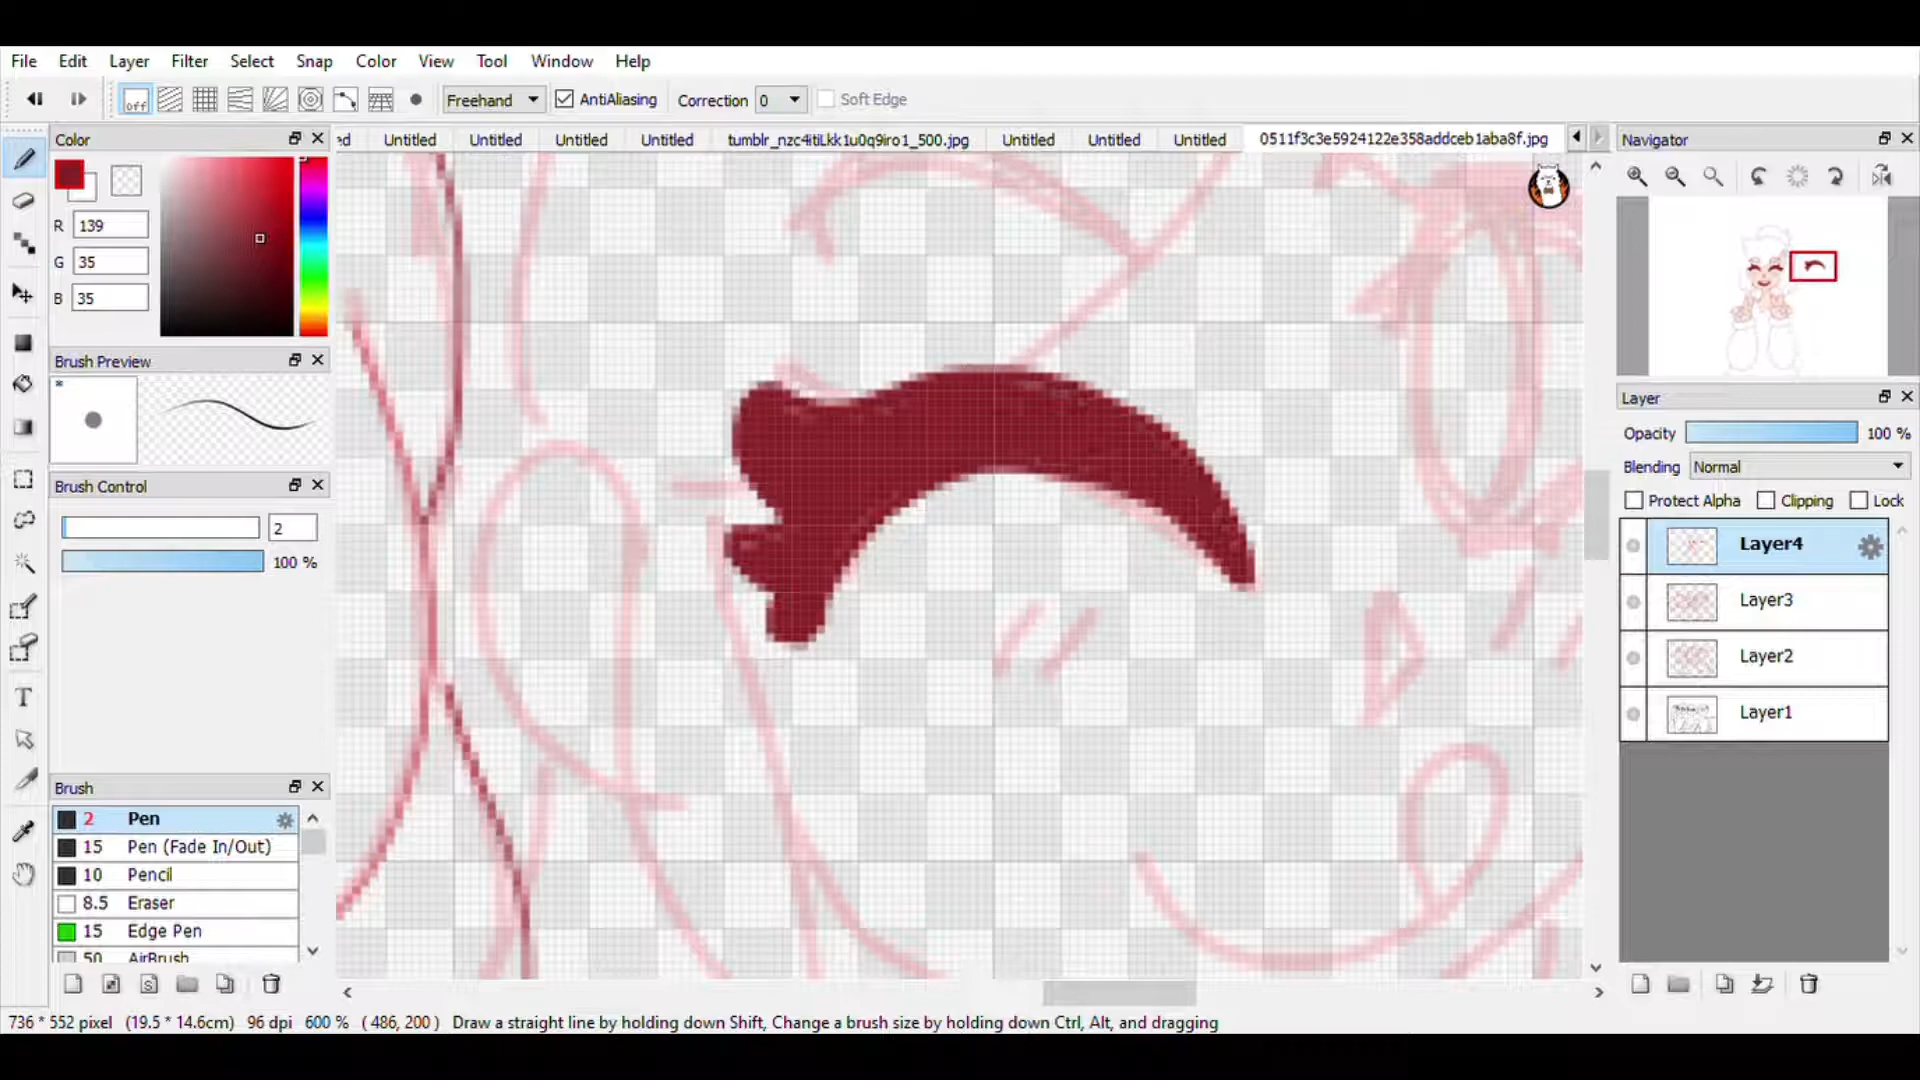 File Edit Layer Filter Select Snap Color View Tool Window Help
off Freehand AntiAliasing Correction 0 Soft Edge
Color
ed Untitled Untitled Untitled Untitled tumblr_nzc4itiLkk1u0q9iro1_500.jpg Untitled Untitled Untitled 0511f3c3e5924122e358addceb1aba8f.jpg
Navigator
R 139
G 35
B 35
Brush Preview
*
Brush Control
2
100 %
Layer
Opacity 100 %
Blending Normal
Protect Alpha Clipping Lock
Layer4
Layer3
Layer2
Layer1
Brush
2 Pen
15 Pen (Fade In/Out)
10 Pencil
8.5 Eraser
15 Edge Pen
50 AirBrush
S
T
736 * 552 pixel (19.5 * 14.6cm) 96 dpi 600 % ( 486, 200 ) Draw a straight line by holding down Shift, Change a brush size by holding down Ctrl, Alt, and dragging